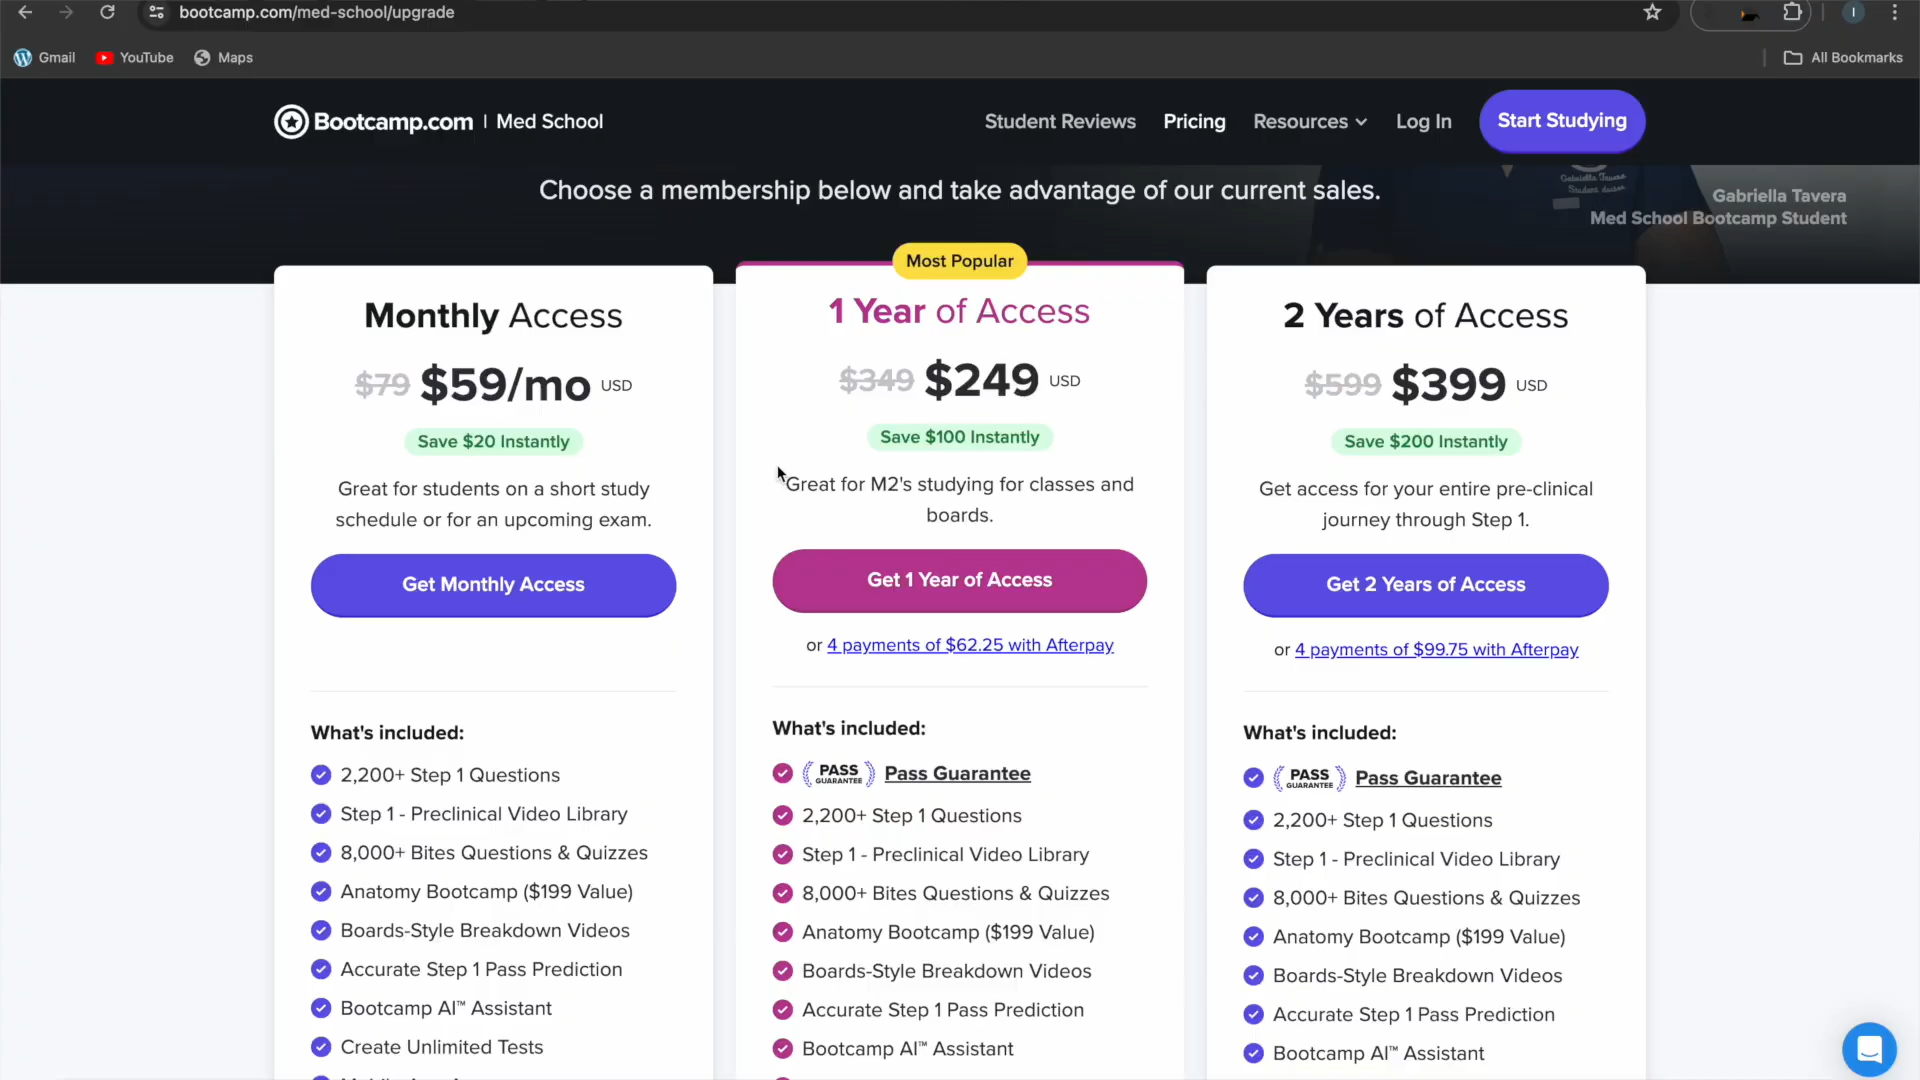 bootcamp.com/med-school/upgrade
I
Gmail
YouTube
Maps
All Bookmarks
Bootcamp.com | Med School
Student Reviews
Pricing
Resources
Log In
Start Studying
Choose a membership below and take advantage of our current sales.
Gabriella Tavera
Student doctor
Gabriella Tavera
Med School Bootcamp Student
Monthly Access
$79 $59/mo USD
Save $20 Instantly
Great for students on a short study
schedule or for an upcoming exam.
Get Monthly Access
What's included:
2,200+ Step 1 Questions
Step 1 - Preclinical Video Library
8,000+ Bites Questions & Quizzes
Anatomy Bootcamp ($199 Value)
Boards-Style Breakdown Videos
Accurate Step 1 Pass Prediction
Bootcamp AI™ Assistant
Create Unlimited Tests
Most Popular
1 Year of Access
$349 $249 USD
Save $100 Instantly
Great for M2's studying for classes and
boards.
Get 1 Year of Access
or 4 payments of $62.25 with Afterpay
What's included:
PASS
GUARANTEE
Pass Guarantee
2,200+ Step 1 Questions
Step 1 - Preclinical Video Library
8,000+ Bites Questions & Quizzes
Anatomy Bootcamp ($199 Value)
Boards-Style Breakdown Videos
Accurate Step 1 Pass Prediction
Bootcamp AI™ Assistant
2 Years of Access
$599 $399 USD
Save $200 Instantly
Get access for your entire pre-clinical
journey through Step 1.
Get 2 Years of Access
or 4 payments of $99.75 with Afterpay
What's included:
PASS
GUARANTEE
Pass Guarantee
2,200+ Step 1 Questions
Step 1 - Preclinical Video Library
8,000+ Bites Questions & Quizzes
Anatomy Bootcamp ($199 Value)
Boards-Style Breakdown Videos
Accurate Step 1 Pass Prediction
Bootcamp AI™ Assistant